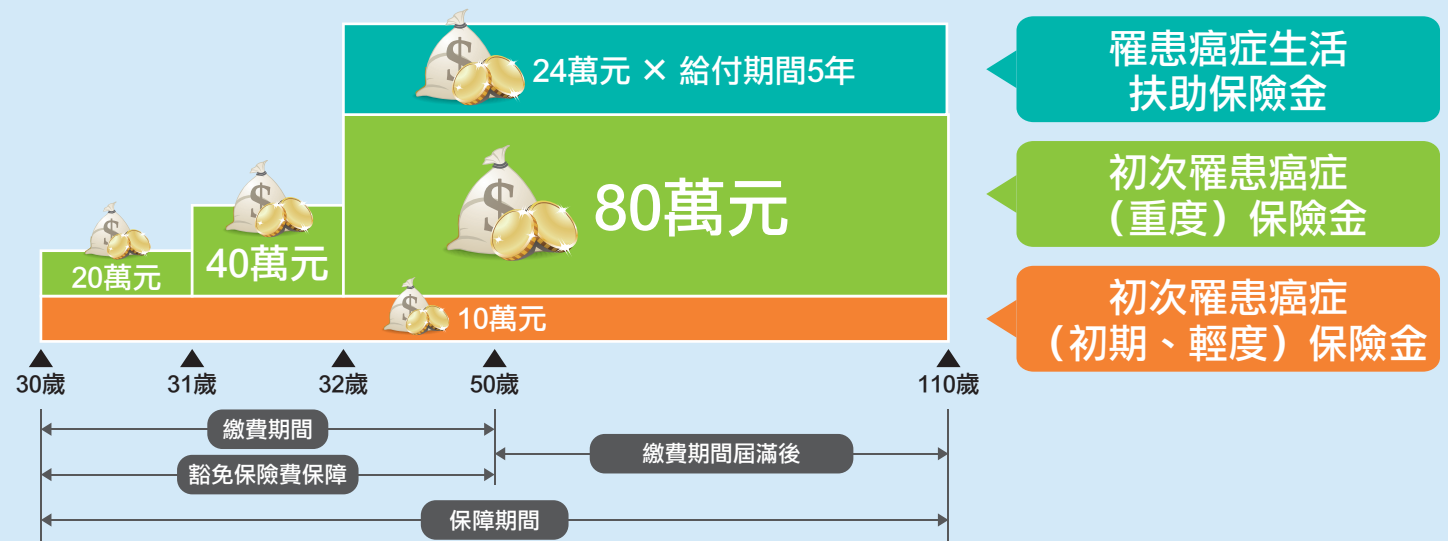 24萬元 × 給付期間5年
罹患癌症生活
扶助保險金
80萬元
初次罹患癌症
（重度）保險金
20萬元
40萬元
10萬元
初次罹患癌症
（初期、輕度）保險金
30歲
31歲
32歲
50歲
110歲
繳費期間
繳費期間屆滿後
豁免保險費保障
保障期間